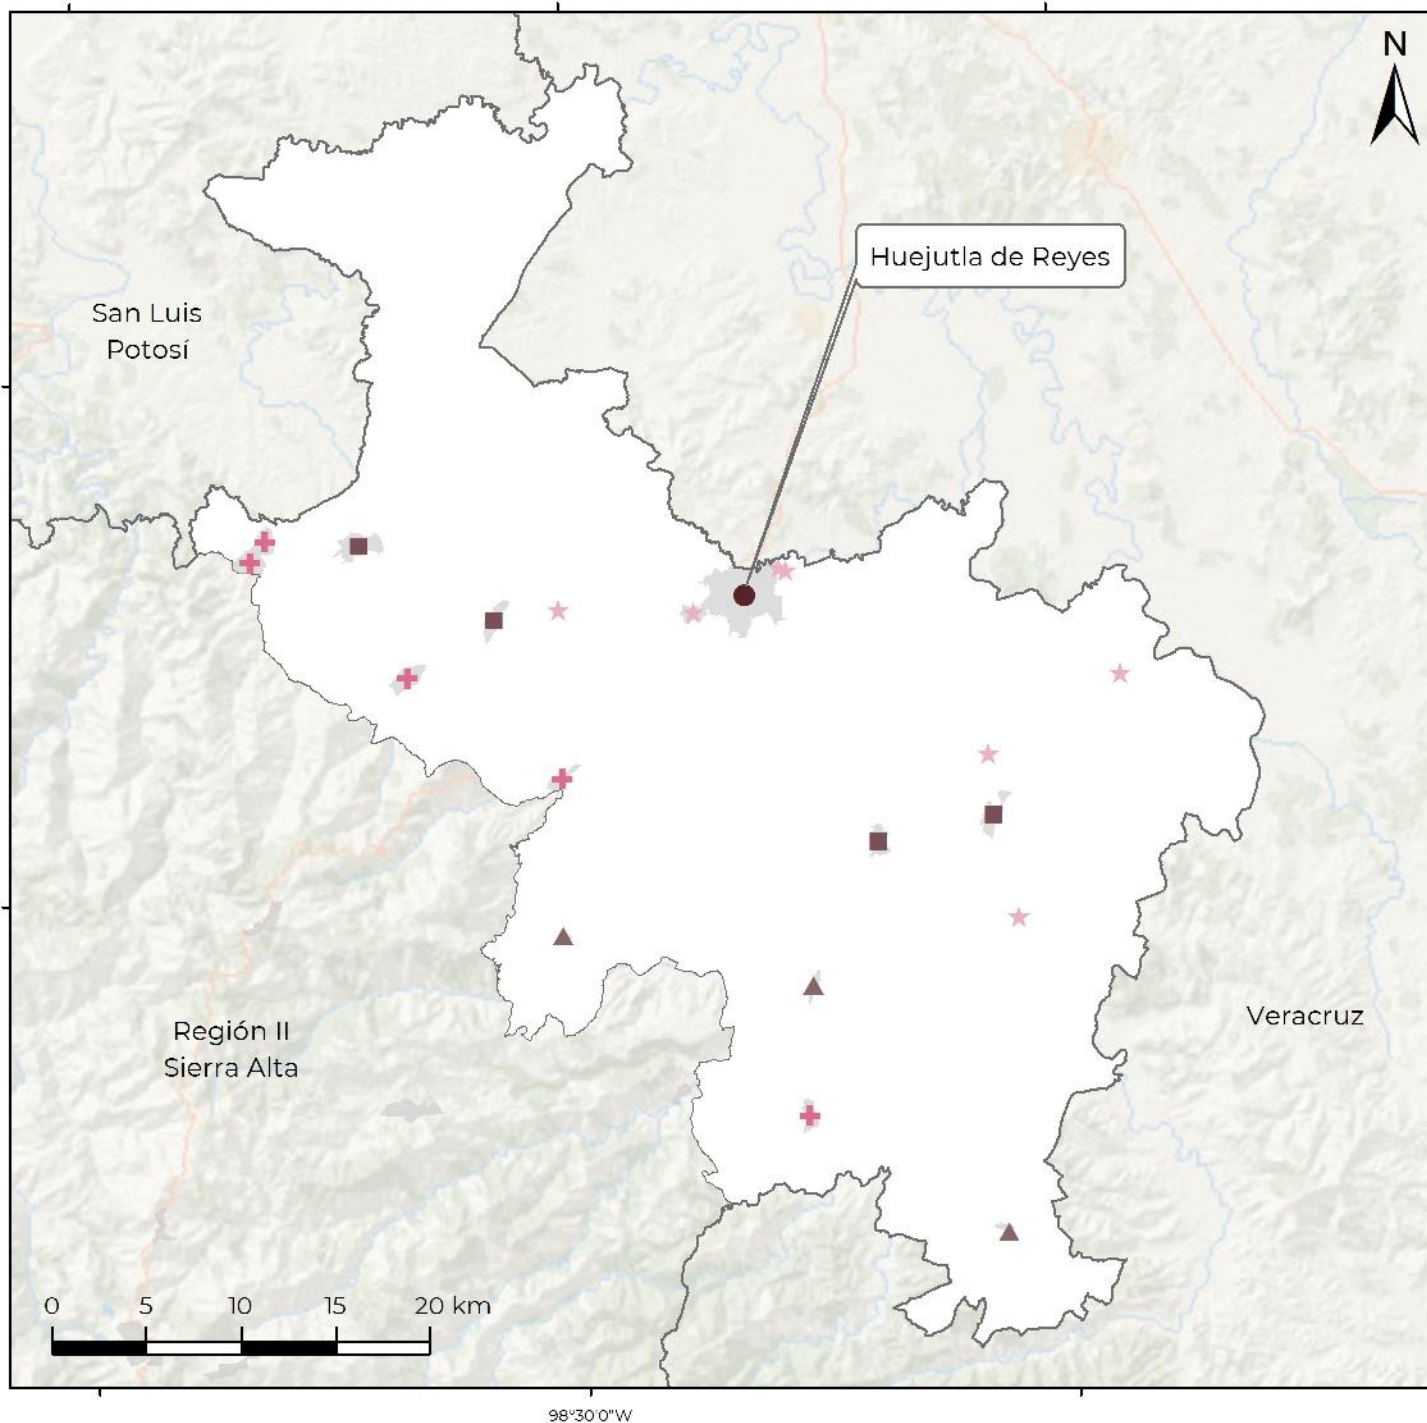 N
Huejutla de Reyes
San Luis
Potosí
Región II
Sierra Alta
Veracruz
0 5 10 15 20 km
98°30'0"W